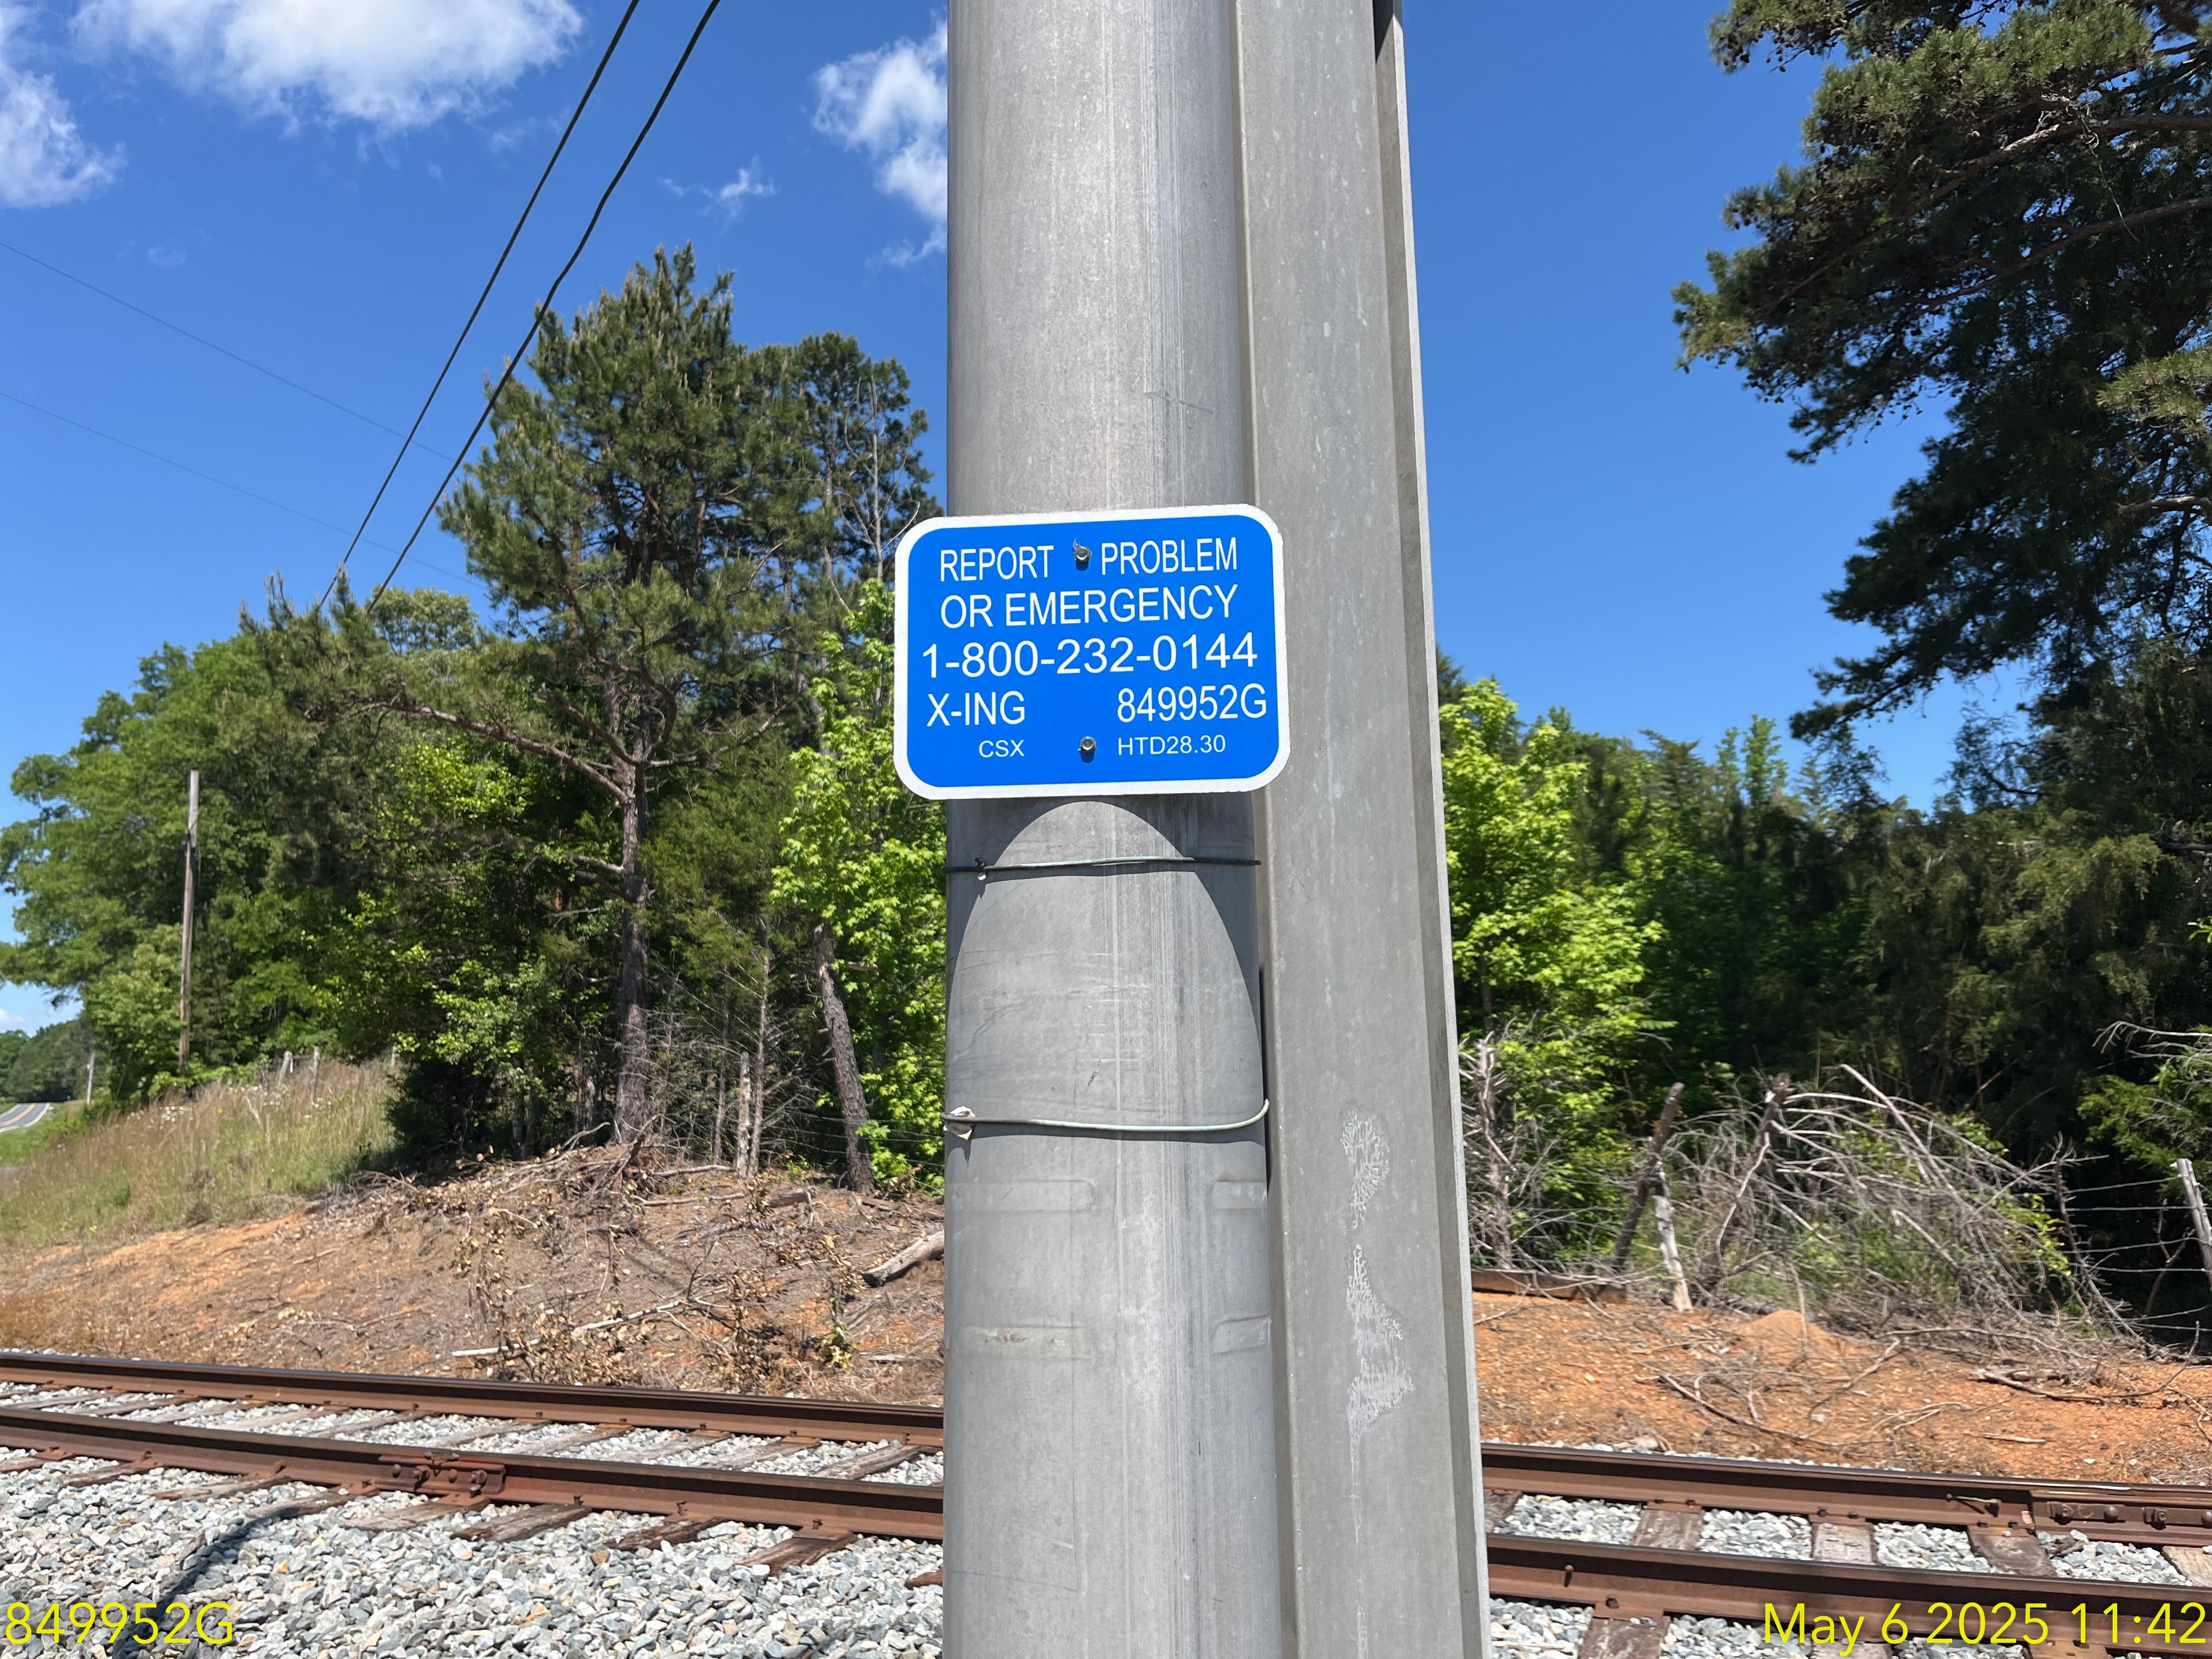 REPORT PROBLEM
OR EMERGENCY
1-800-232-0144
X-ING 849952G
CSX HTD28.30
849952G
May 6 2025 11:42